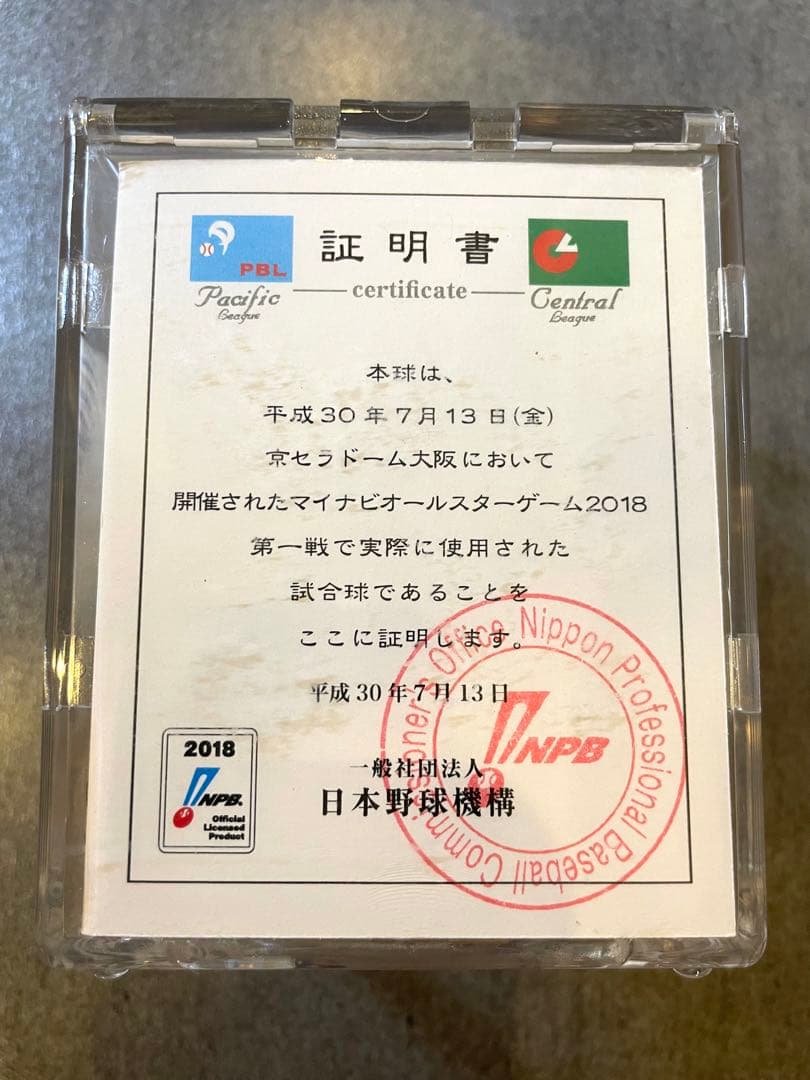 証明書
certificate
PBL
Pacific
League
Central
League
本球は、
平成30年7月13日(金)
京セラドーム大阪において
開催されたマイナビオールスターゲーム2018
第一戦で実際に使用された
試合球であることを
ここに証明します。
平成30年7月13日
一般社団法人
日本野球機構
2018
NPB.
Official
Licensed
Product
Commissioner's Office Nippon Professional Baseball
NPB